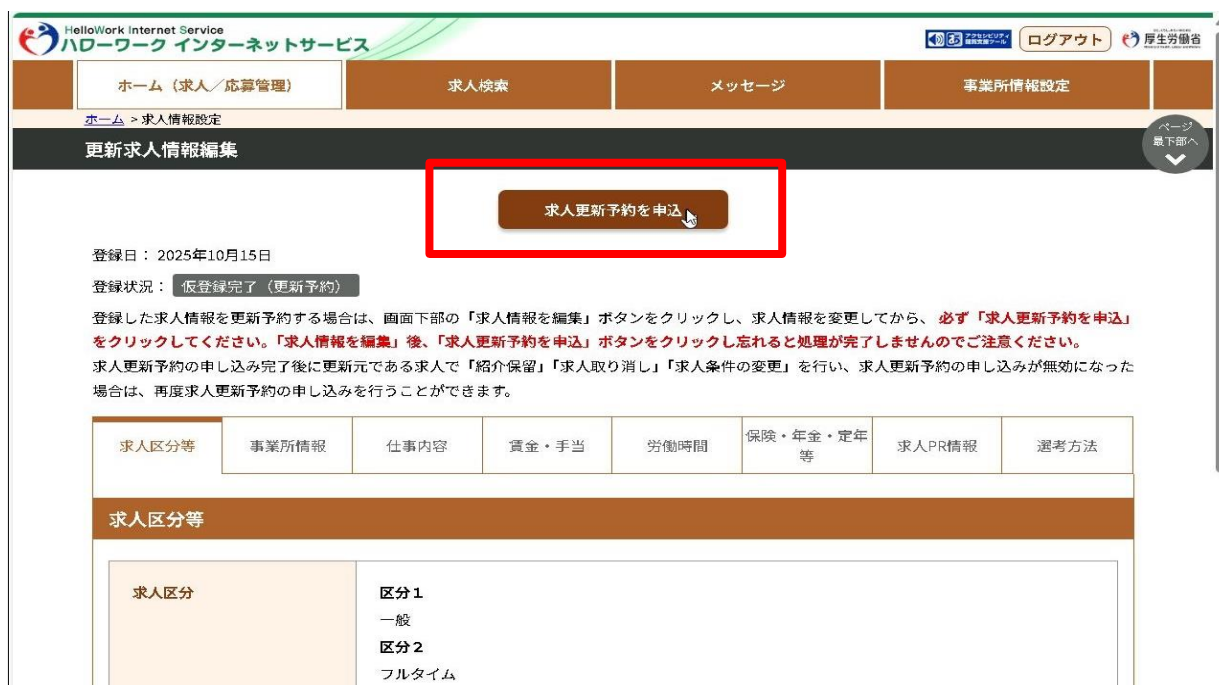 HelloWork Internet Service
ハローワーク インターネットサービス
ログアウト
厚生労働省
ホーム（求人／応募管理）
求人検索
メッセージ
事業所情報設定
ホーム > 求人情報設定
ページ
最下部へ
更新求人情報編集
求人更新予約を申込
登録日： 2025年10月15日
登録状況： 仮登録完了（更新予約）
登録した求人情報を更新予約する場合は、画面下部の「求人情報を編集」ボタンをクリックし、求人情報を変更してから、 必ず「求人更新予約を申込」
をクリックしてください。「求人情報を編集」後、「求人更新予約を申込」ボタンをクリックし忘れると処理が完了しませんのでご注意ください。
求人更新予約の申し込み完了後に更新元である求人で「紹介保留」「求人取り消し」「求人条件の変更」を行い、求人更新予約の申し込みが無効になった
場合は、再度求人更新予約の申し込みを行うことができます。
求人区分等
事業所情報
仕事内容
賃金・手当
労働時間
保険・年金・定年
等
求人PR情報
選考方法
求人区分等
求人区分
区分１
一般
区分２
フルタイム